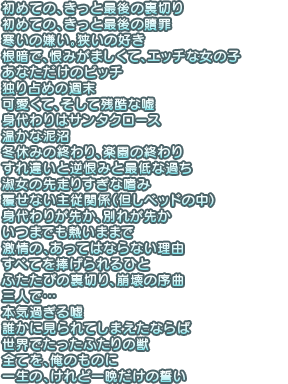 初めての、きっと最後の裏切り
初めての、きっと最後の贖罪
寒いの嫌い。狭いの好き
根暗で、恨みがましくて、エッチな女の子
あなただけのビッチ
独り占めの週末
可愛くて、そして残酷な嘘
身代わりはサンタクロース
温かな泥沼
冬休みの終わり、楽園の終わり
すれ違いと逆恨みと最低な過ち
淑女の先走りすぎな嗜み
覆せない主従関係（但しベッドの中）
身代わりが先か、別れが先か
いつまでも熱いままで
激情の、あってはならない理由
すべてを捧げられるひと
ふたたびの裏切り、崩壊の序曲
三人で…
本気過ぎる嘘
誰かに見られてしまえたならば
世界でたったふたりの獣
全てを、俺のものに
一生の、けれど一晩だけの誓い